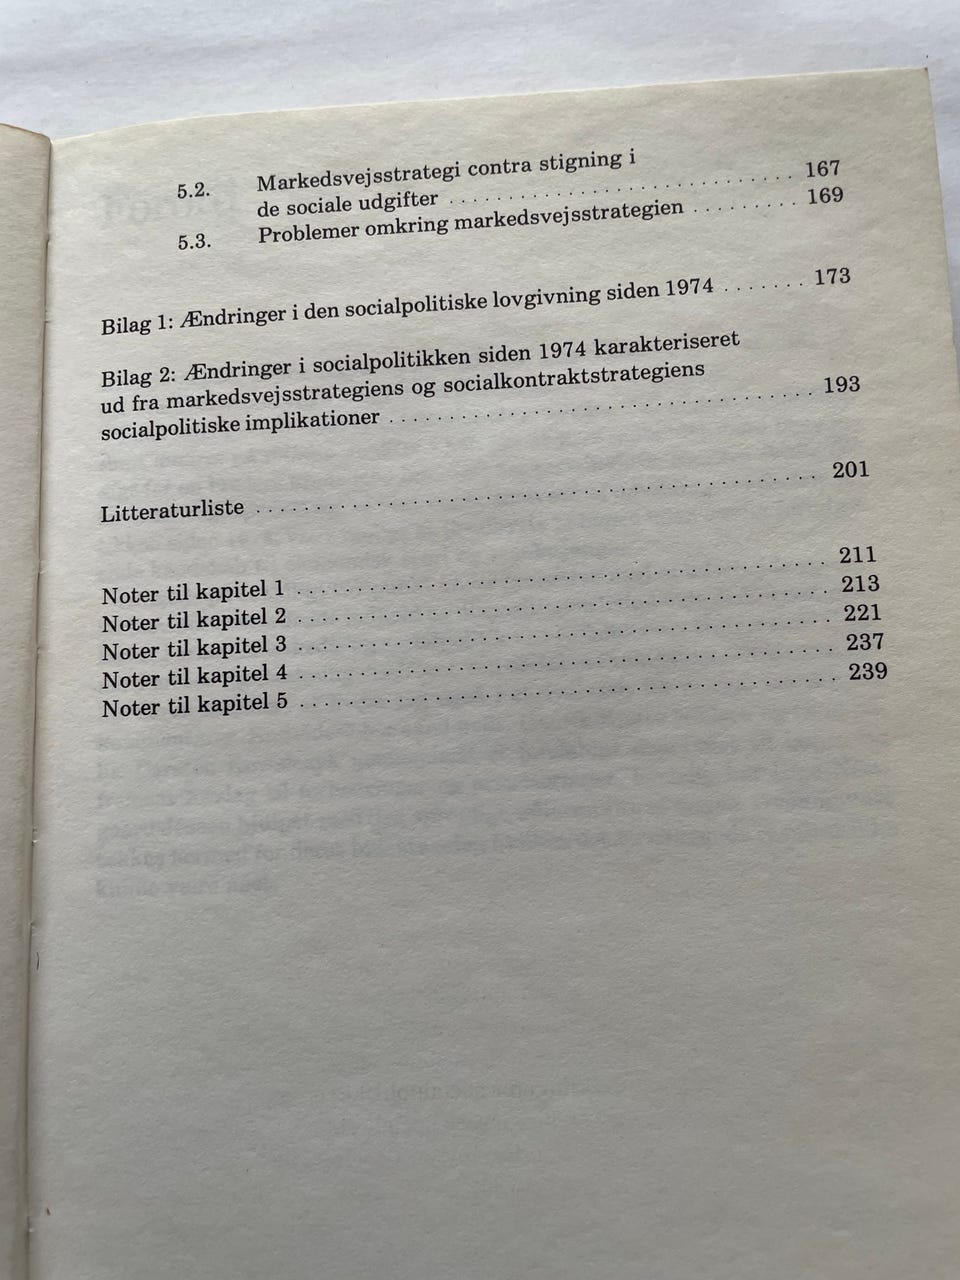 5.2. Markedsvejsstrategi contra stigning i
de sociale udgifter . . . . . . . . . . . . . . . . . . . . . . . . . . . . 167
5.3. Problemer omkring markedsvejsstrategien . . . . . . . . . 169
Bilag 1: Ændringer i den socialpolitiske lovgivning siden 1974 . . . . . . . 173
Bilag 2: Ændringer i socialpolitikken siden 1974 karakteriseret
ud fra markedsvejsstrategiens og socialkontraktstrategiens
socialpolitiske implikationer . . . . . . . . . . . . . . . . . . . . . . . . . . . . . . . . . . 193
Litteraturliste . . . . . . . . . . . . . . . . . . . . . . . . . . . . . . . . . . . . . . . . . . . . . 201
Noter til kapitel 1 . . . . . . . . . . . . . . . . . . . . . . . . . . . . . . . . . . . . . . . . . . 211
Noter til kapitel 2 . . . . . . . . . . . . . . . . . . . . . . . . . . . . . . . . . . . . . . . . . . 213
Noter til kapitel 3 . . . . . . . . . . . . . . . . . . . . . . . . . . . . . . . . . . . . . . . . . . 221
Noter til kapitel 4 . . . . . . . . . . . . . . . . . . . . . . . . . . . . . . . . . . . . . . . . . . 237
Noter til kapitel 5 . . . . . . . . . . . . . . . . . . . . . . . . . . . . . . . . . . . . . . . . . . 239